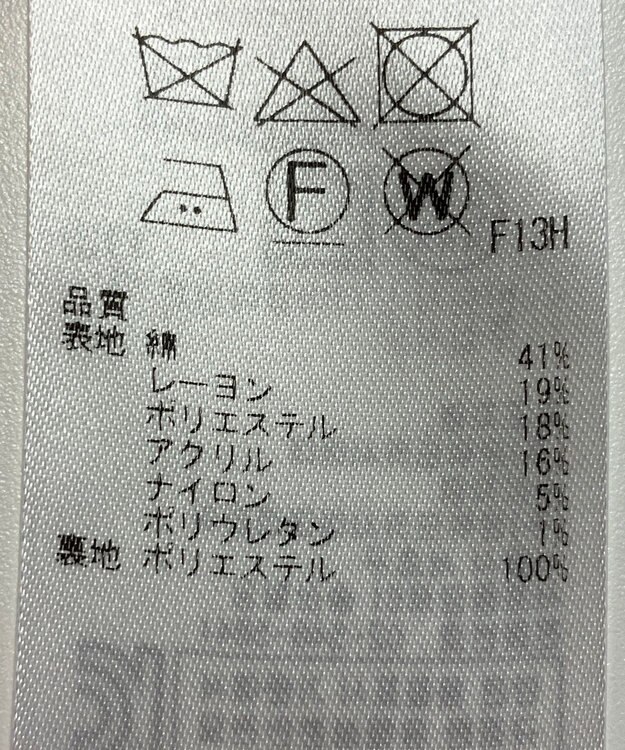 F
W
F13H
品質
表地 綿 41%
レーヨン 19%
ポリエステル 18%
アクリル 16%
ナイロン 5%
ポリウレタン 1%
裏地 ポリエステル 100%